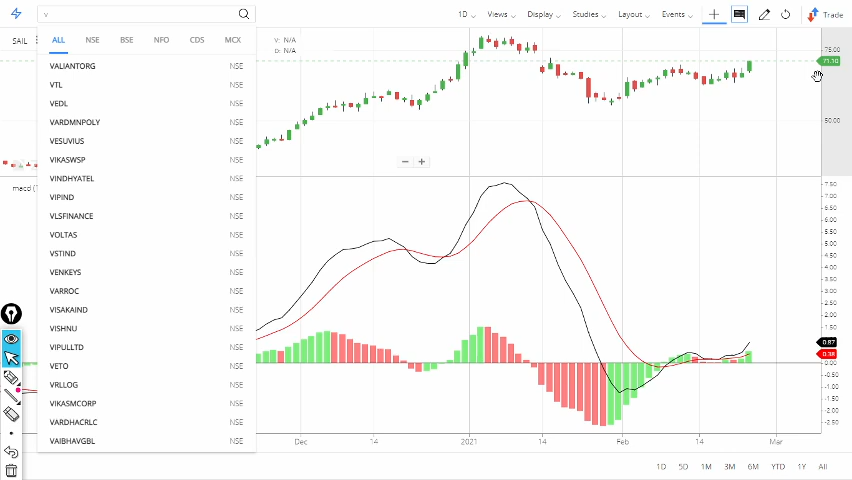 v
1D Views Display Studies Layout Events Trade
SAIL
ALL NSE BSE NFO CDS MCX
V: N/A
D: N/A
VALIANTORG NSE
VTL NSE
VEDL NSE
VARDMNPOLY NSE
VESUVIUS NSE
VIKASWSP NSE
VINDHYATEL NSE
VIPIND NSE
VLSFINANCE NSE
VOLTAS NSE
VSTIND NSE
VENKEYS NSE
VARROC NSE
VISAKAIND NSE
VISHNU NSE
VIPULLTD NSE
VETO NSE
VRLLOG NSE
VIKASMCORP NSE
VARDHACRLC NSE
VAIBHAVGBL NSE
macd (
75.00
71.10
50.00
7.50
7.00
6.50
6.00
5.50
5.00
4.50
4.00
3.50
3.00
2.50
2.00
1.50
0.87
0.38
0.00
-0.50
-1.00
-1.50
-2.00
-2.50
Dec 14 2021 14 Feb 14 Mar
1D 5D 1M 3M 6M YTD 1Y All